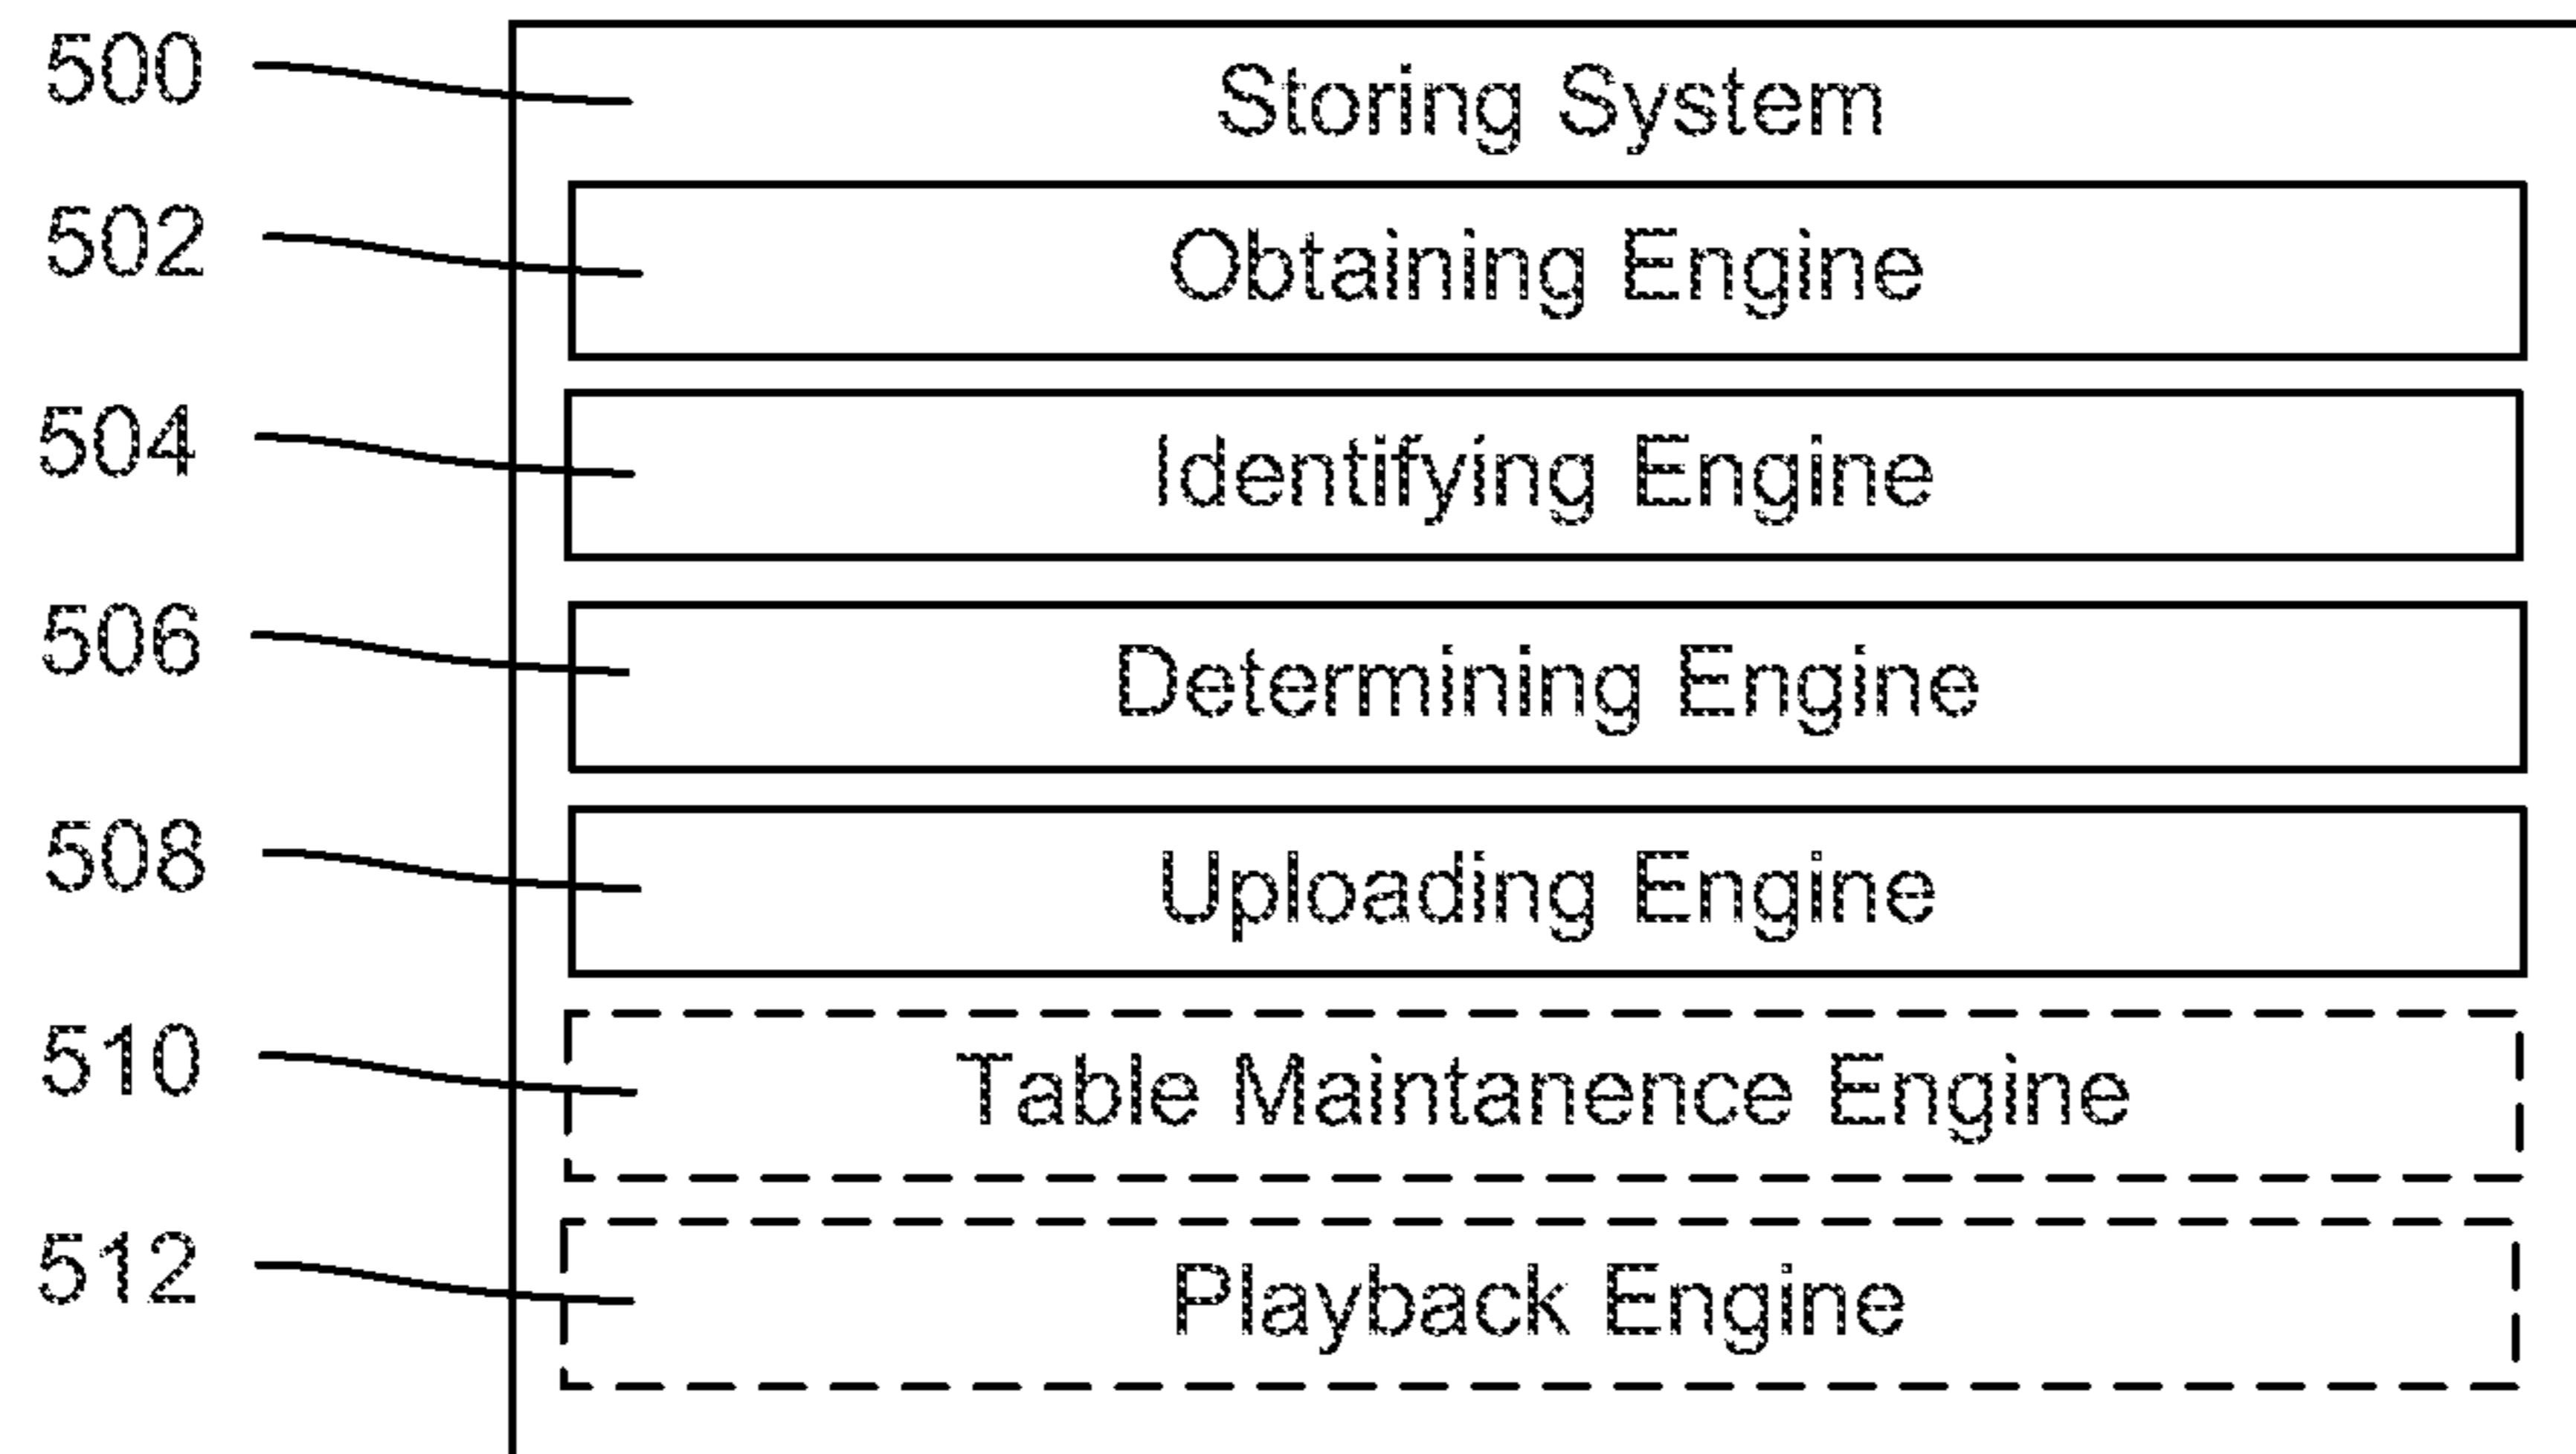 500 Storing System
502 Obtaining Engine
504 Identifying Engine
506 Determining Engine
508 Uploading Engine
510 Table Maintanence Engine
512 Playback Engine